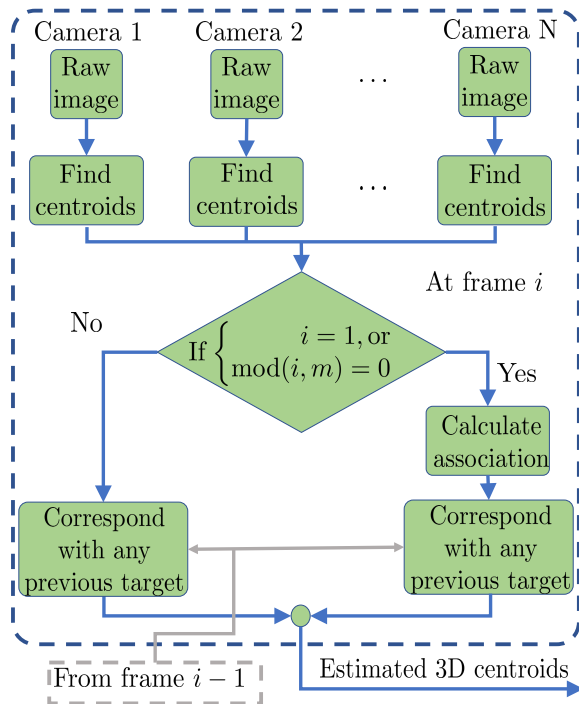 Camera 1 Camera 2 Camera N
Raw image Raw image … Raw image
Find centroids Find centroids … Find centroids
At frame i
If { i = 1, or
mod(i, m) = 0
No
Yes
Calculate
association
Correspond
with any
previous target
Correspond
with any
previous target
From frame i − 1
Estimated 3D centroids